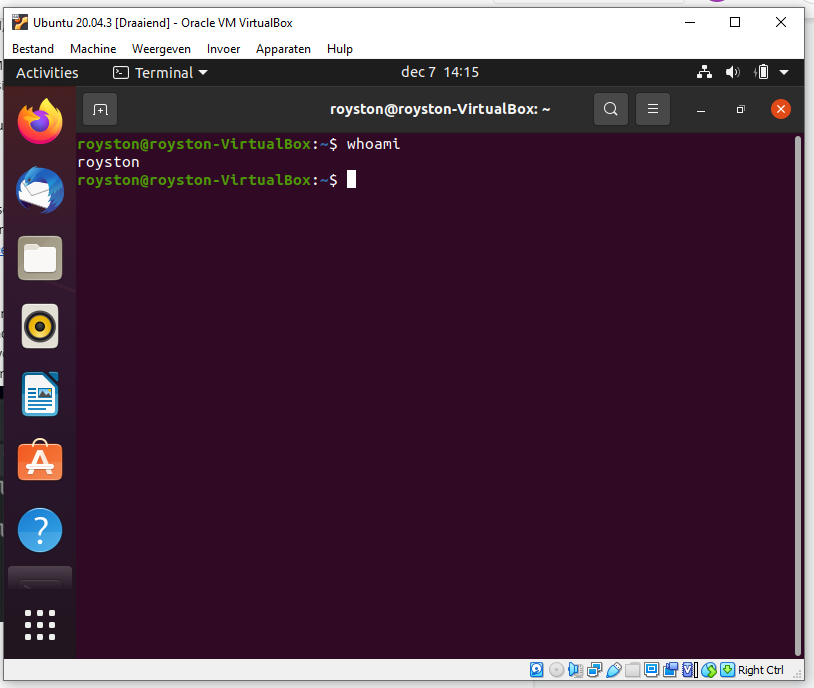 Ubuntu 20.04.3 [Draaiend] - Oracle VM VirtualBox
Bestand Machine Weergeven Invoer Apparaten Hulp
Activities Terminal dec 7 14:15
royston@royston-VirtualBox: ~
royston@royston-VirtualBox:~$ whoami
royston
royston@royston-VirtualBox:~$
Right Ctrl